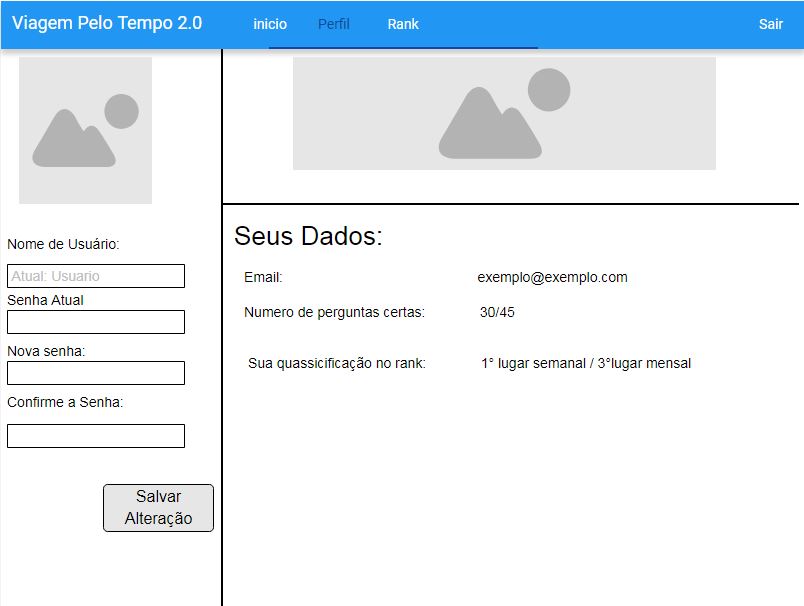 Viagem Pelo Tempo 2.0
inicio
Perfil
Rank
Sair
Nome de Usuário:
Atual: Usuario
Senha Atual
Nova senha:
Confirme a Senha:
Salvar
Alteração
Seus Dados:
Email: exemplo@exemplo.com
Numero de perguntas certas: 30/45
Sua quassicificação no rank: 1° lugar semanal / 3°lugar mensal